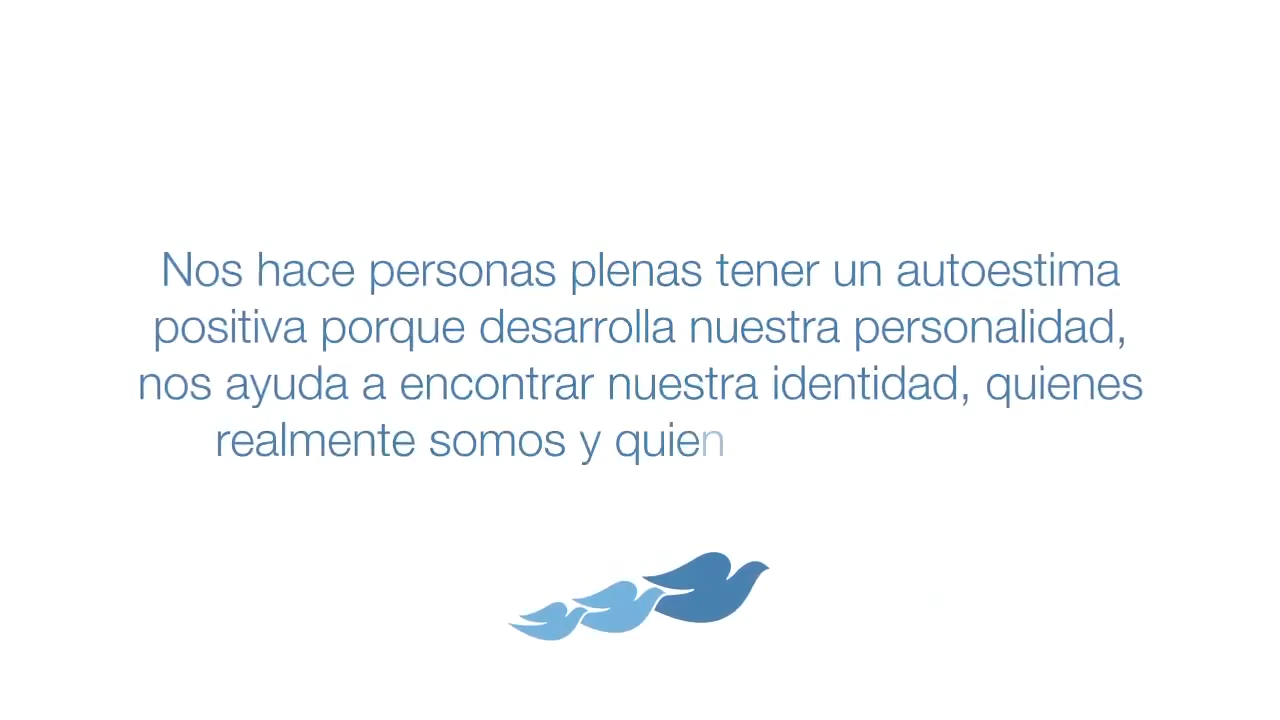 Nos hace personas plenas tener un autoestima
positiva porque desarrolla nuestra personalidad,
nos ayuda a encontrar nuestra identidad, quienes
realmente somos y quien